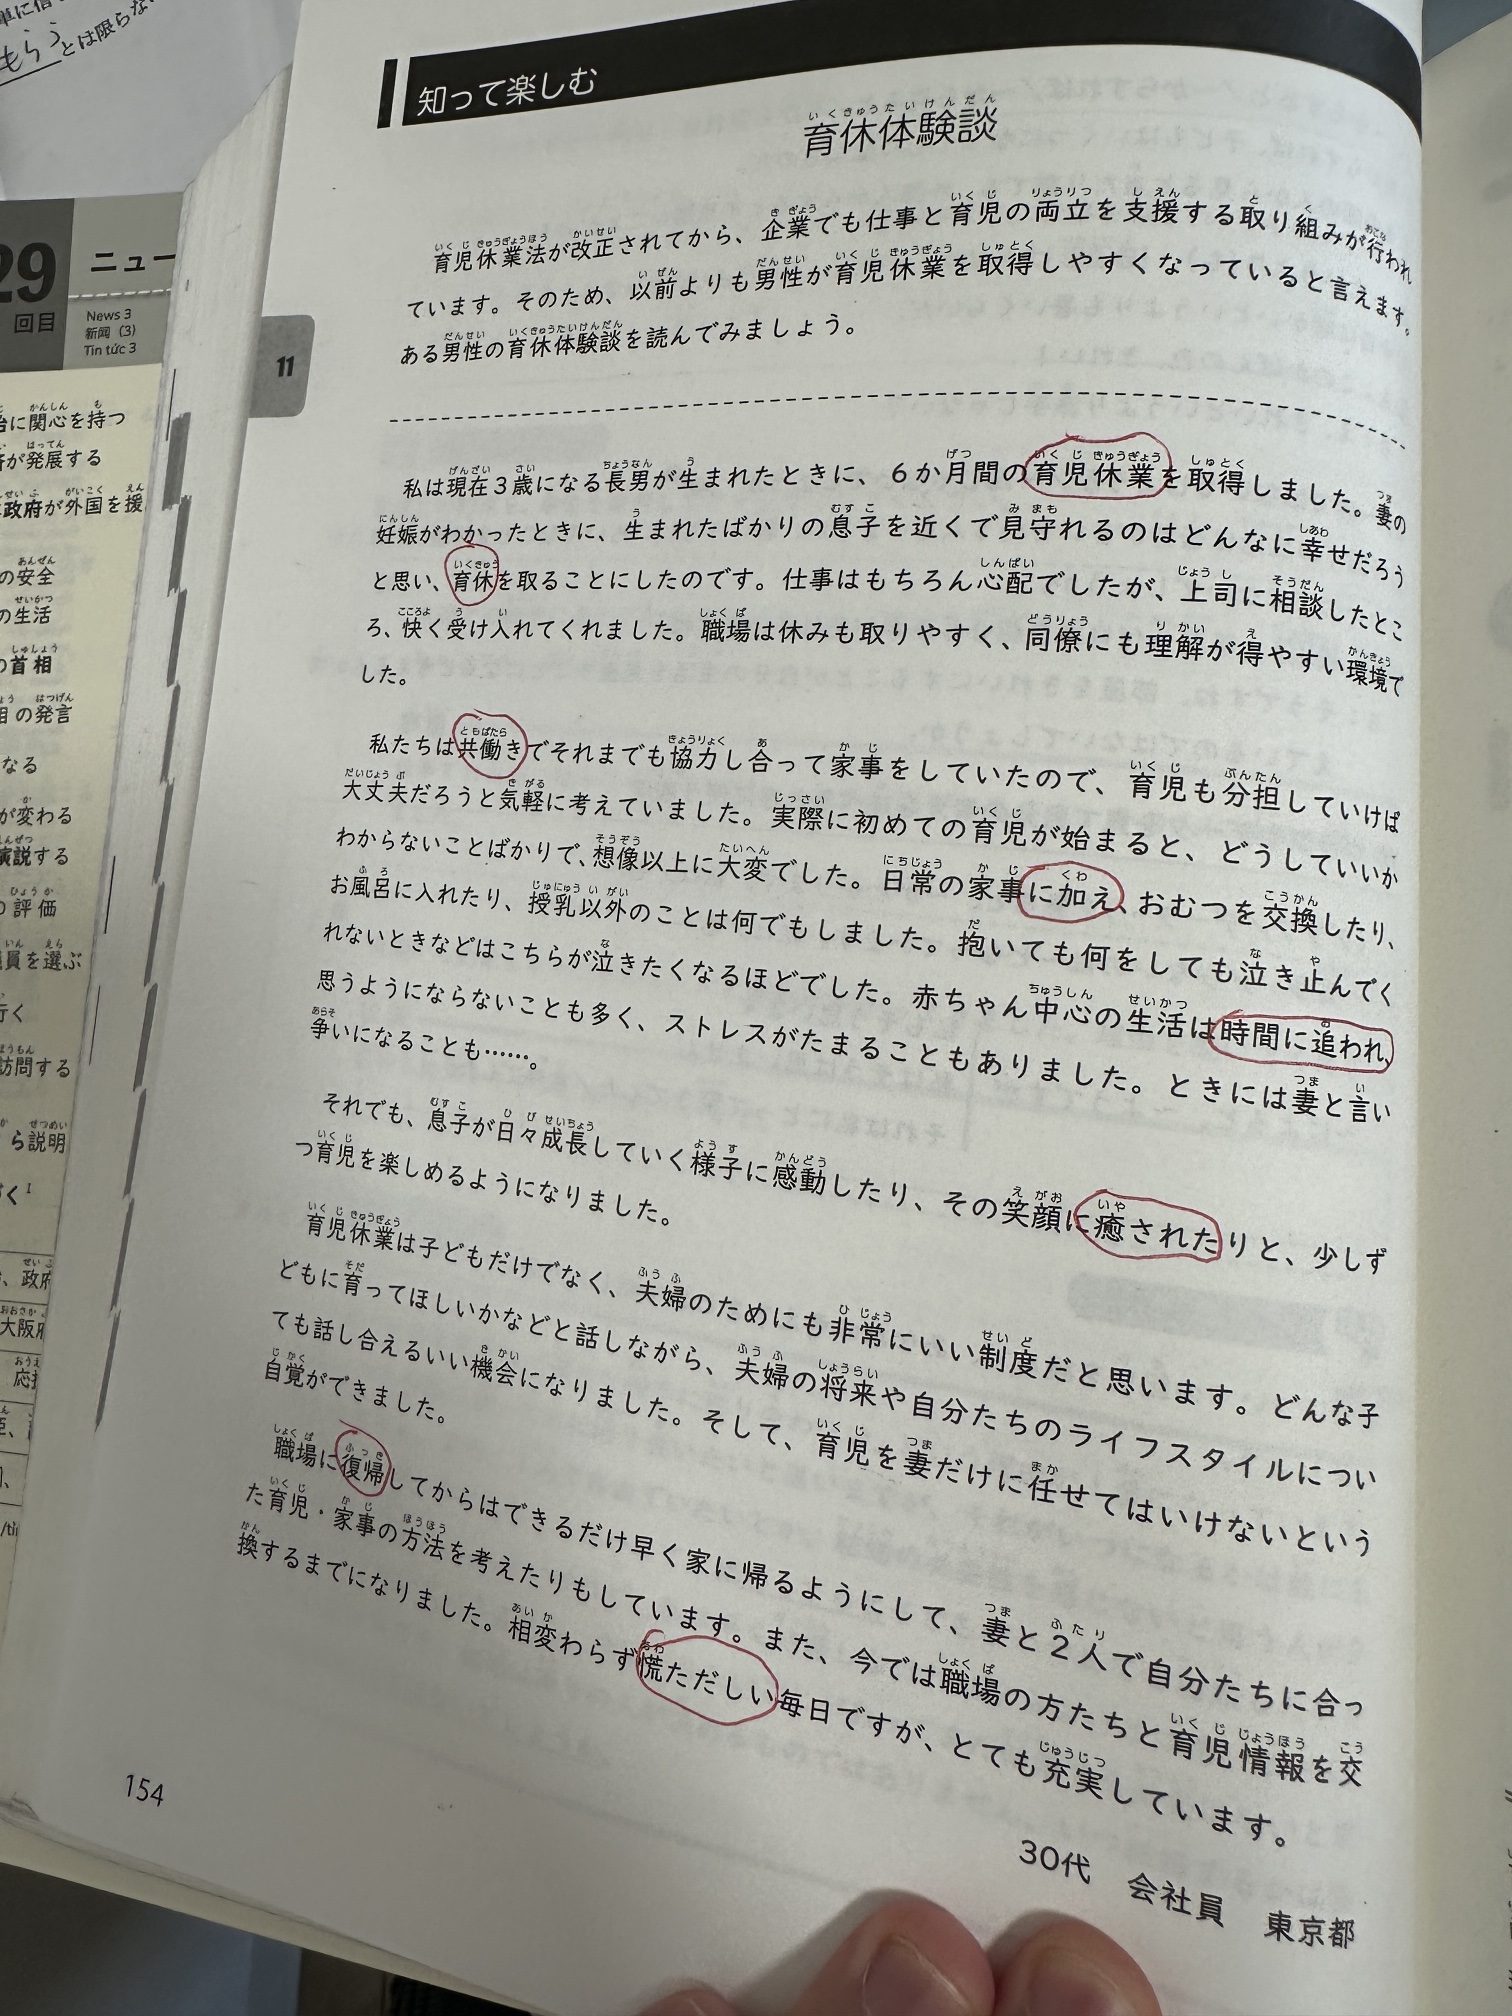 もらう とは限らな
29
回目
ニュー
News 3
新闻（3）
Tin tức 3
に関心を持つ
が発展する
政府が外国を援
の安全
の生活
の首相
の発言
なる
が変わる
演説する
評価
員を選ぶ
行く
訪問する
ら説明
政府
大阪府
知って楽しむ
育休体験談
11
育児休業法が改正されてから、企業でも仕事と育児の両立を支援する取り組みが行われ
ています。そのため、以前よりも男性が育児休業を取得しやすくなっていると言えます。
ある男性の育休体験談を読んでみましょう。
私は現在3歳になる長男が生まれたときに、6か月間の育児休業を取得しました。妻の
妊娠がわかったときに、生まれたばかりの息子を近くで見守れるのはどんなに幸せだろう
と思い、育休を取ることにしたのです。仕事はもちろん心配でしたが、上司に相談したとこ
ろ、快く受け入れてくれました。職場は休みも取りやすく、同僚にも理解が得やすい環境で
した。
私たちは共働きでそれまでも協力し合って家事をしていたので、育児も分担していけば
大丈夫だろうと気軽に考えていました。実際に初めての育児が始まると、どうしていいか
わからないことばかりで、想像以上に大変でした。日常の家事に加え、おむつを交換したり、
お風呂に入れたり、授乳以外のことは何でもしました。抱いても何をしても泣き止んでく
れないときなどはこちらが泣きたくなるほどでした。赤ちゃん中心の生活は時間に追われ、
思うようにならないことも多く、ストレスがたまることもありました。ときには妻と言い
争いになることも……。
それでも、息子が日々成長していく様子に感動したり、その笑顔に癒されたりと、少しず
つ育児を楽しめるようになりました。
育児休業は子どもだけでなく、夫婦のためにも非常にいい制度だと思います。どんな子
どもに育ってほしいかなどと話しながら、夫婦の将来や自分たちのライフスタイルについ
ても話し合えるいい機会になりました。そして、育児を妻だけに任せてはいけないという
自覚ができました。
職場に復帰してからはできるだけ早く家に帰るようにして、妻と2人で自分たちに合っ
た育児・家事の方法を考えたりもしています。また、今では職場の方たちと育児情報を交
換するまでになりました。相変わらず慌ただしい毎日ですが、とても充実しています。
30代 会社員 東京都
154